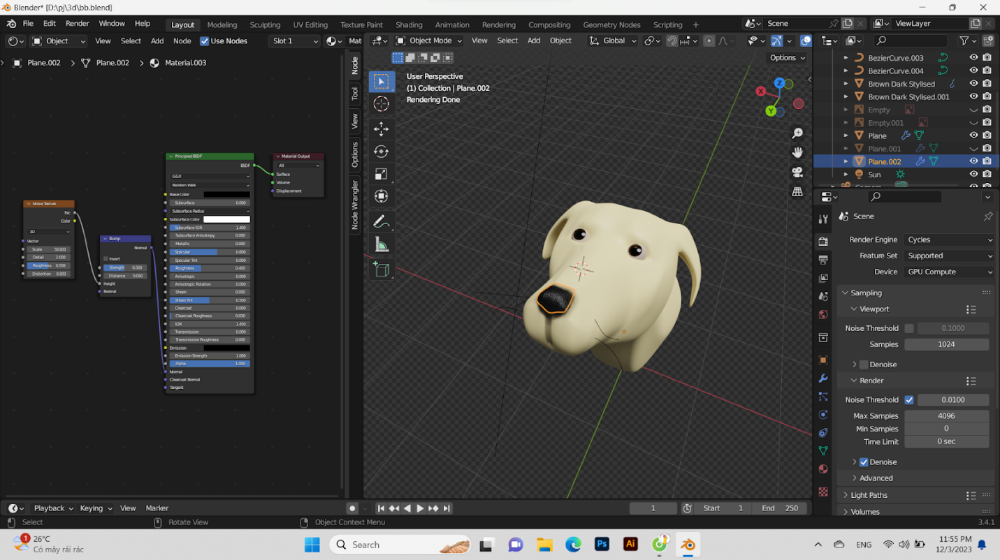 Blender* [D:\pj\3d\bb.blend]
File Edit Render Window Help Layout Modeling Sculpting UV Editing Texture Paint Shading Animation Rendering Compositing Geometry Nodes Scripting + Scene ViewLayer
Object View Select Add Node Use Nodes Slot 1 Mat
Object Mode View Select Add Object Global
Options
Plane.002 > Plane.002 > Material.003
Node
Tool
View
Options
Node Wrangler
Noise Texture
Fac
Color
3D
Vector
Scale 50.000
Detail 2.000
Roughness 0.500
Distortion 0.000
Bump
Normal
Invert
Strength 0.500
Distance
Height
Normal
Principled BSDF
BSDF
GGX
Random Walk
Base Color
Subsurface 0.000
Subsurface Radius
Subsurface Color
Subsurface IOR 1.400
Subsurface Anisotropy 0.000
Metallic 0.000
Specular 0.600
Specular Tint 0.000
Roughness 0.400
Anisotropic 0.000
Anisotropic Rotation 0.000
Sheen 0.000
Sheen Tint 0.500
Clearcoat 0.000
Clearcoat Roughness 0.030
IOR 1.450
Transmission 0.000
Transmission Roughness 0.000
Emission
Emission Strength 1.000
Alpha 1.000
Normal
Clearcoat Normal
Tangent
Material Output
All
Surface
Volume
Displacement
User Perspective
(1) Collection | Plane.002
Rendering Done
Z
X
Y
BezierCurve.003
BezierCurve.004
Brown Dark Stylised
Brown Dark Stylised.001
Empty
Empty.001
Plane
Plane.001
Plane.002
Sun
Camera
Scene
Render Engine Cycles
Feature Set Supported
Device GPU Compute
Sampling
Viewport
Noise Threshold 0.1000
Samples 1024
Denoise
Render
Noise Threshold 0.0100
Max Samples 4096
Min Samples 0
Time Limit 0 sec
Denoise
Advanced
Light Paths
Volumes
Playback Keying View Marker 1 Start 1 End 250
Select Rotate View Object Context Menu 3.4.1
1
26°C
Có mây rải rác
Search
Ps
Ai
ENG
11:55 PM
12/3/2023